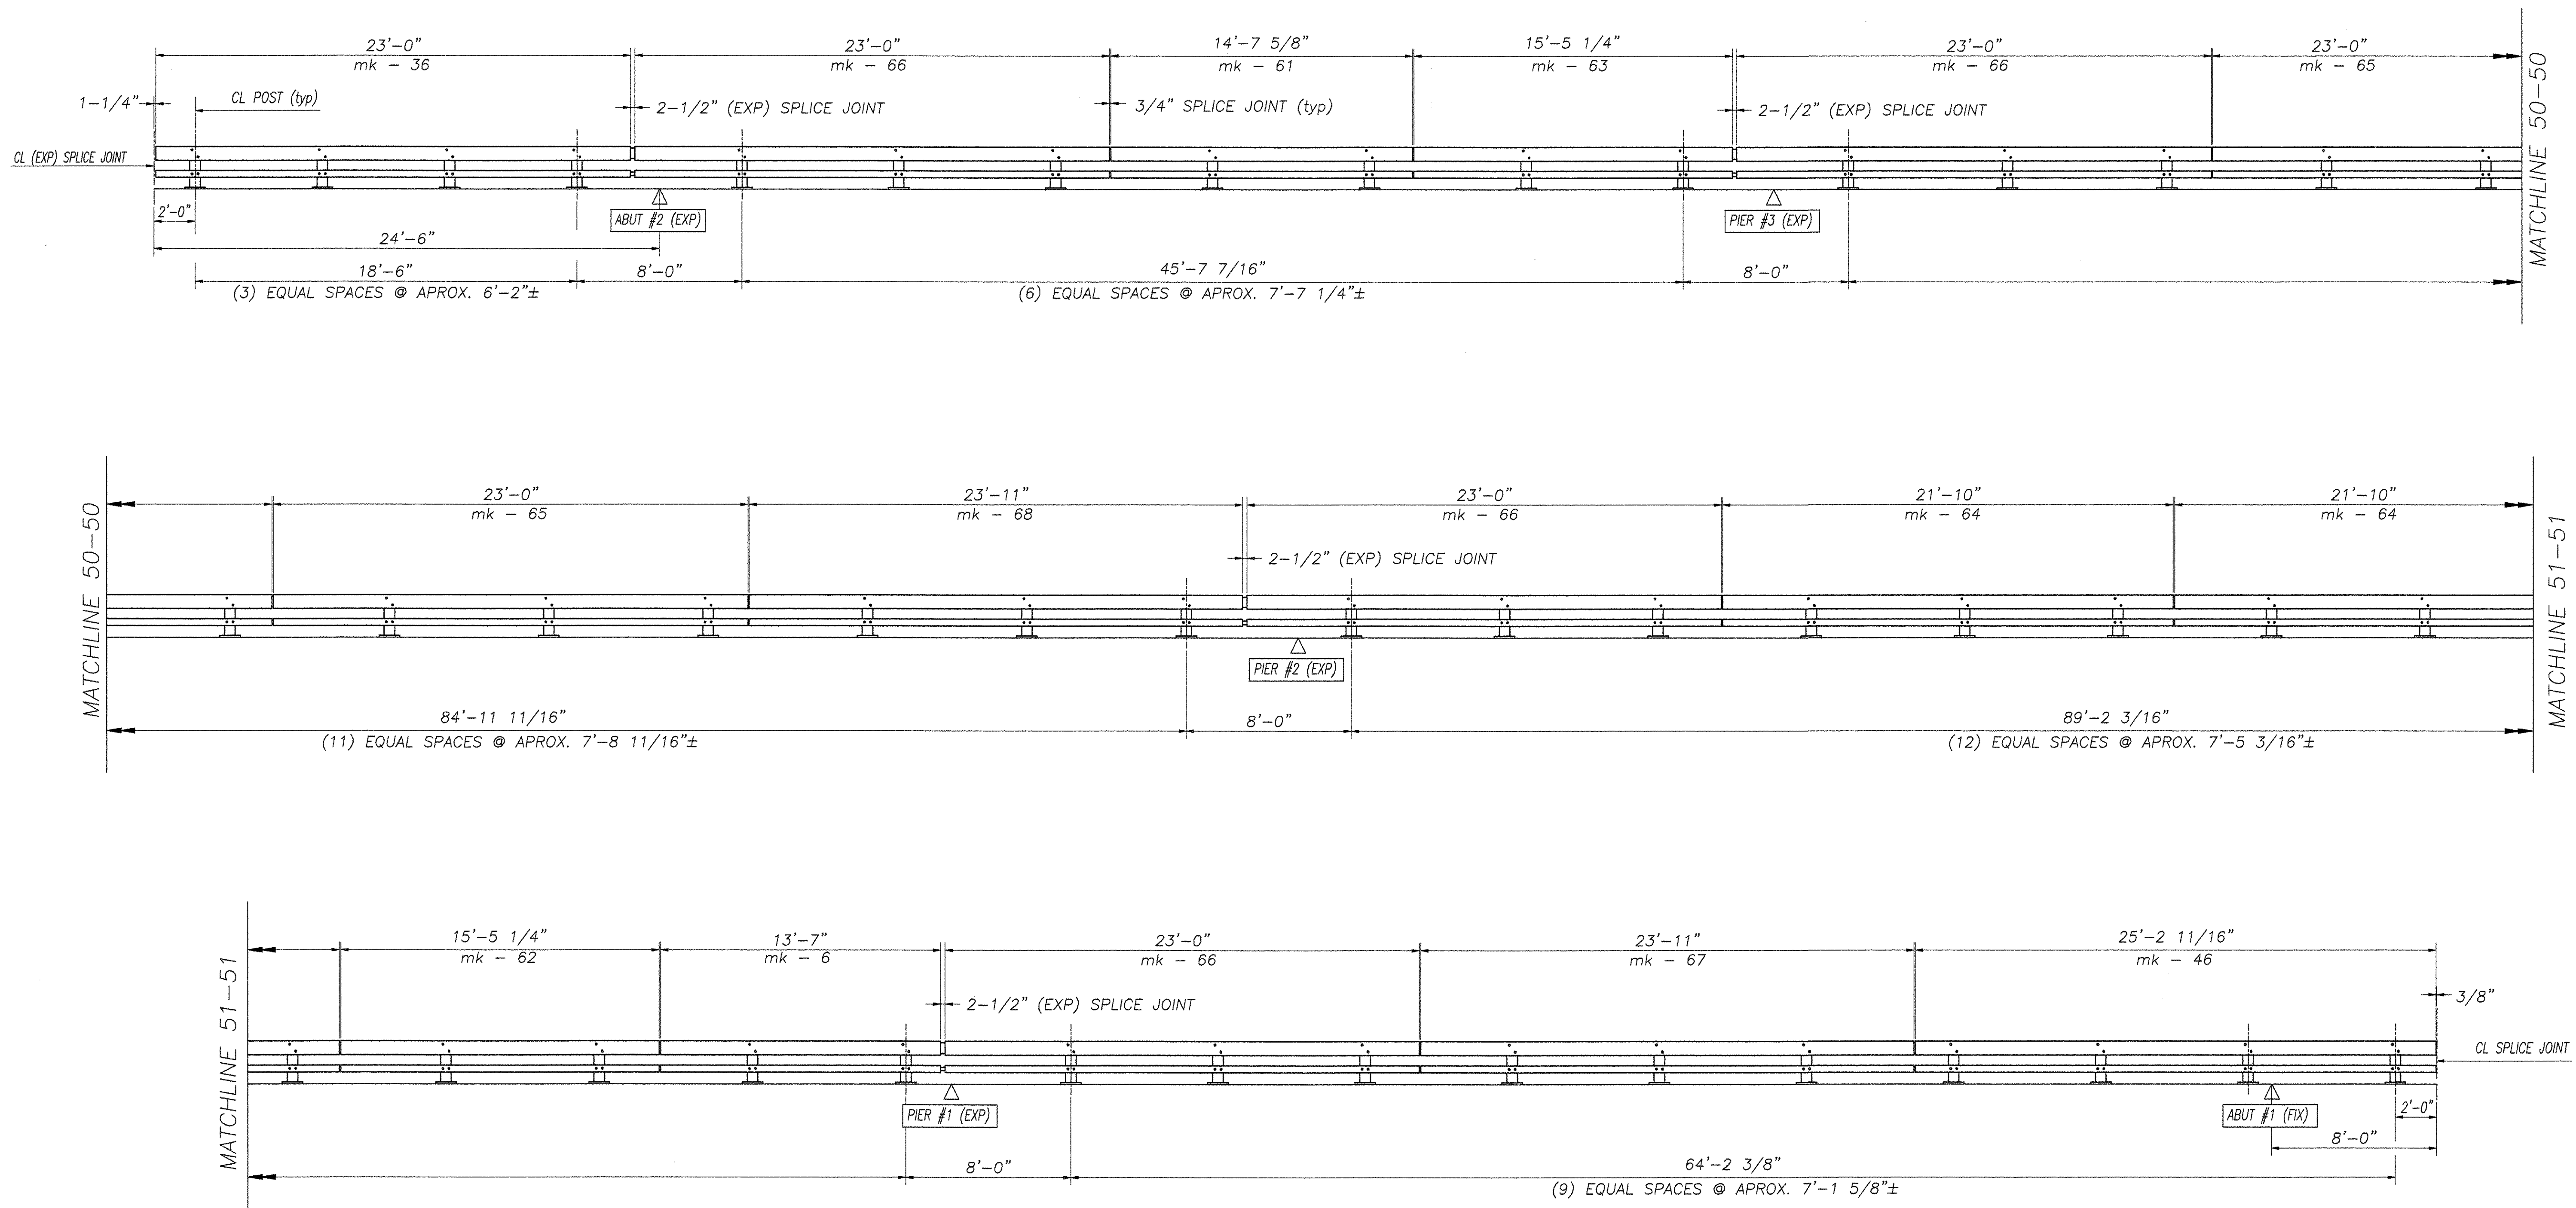 23'-0"
mk - 36
23'-0"
mk - 66
14'-7 5/8"
mk - 61
15'-5 1/4"
mk - 63
23'-0"
mk - 66
23'-0"
mk - 65
1-1/4"
CL POST (typ)
2-1/2" (EXP) SPLICE JOINT
3/4" SPLICE JOINT (typ)
2-1/2" (EXP) SPLICE JOINT
CL (EXP) SPLICE JOINT
MATCHLINE 50-50
2'-0"
ABUT #2 (EXP)
PIER #3 (EXP)
24'-6"
18'-6"
(3) EQUAL SPACES @ APROX. 6'-2"±
8'-0"
45'-7 7/16"
(6) EQUAL SPACES @ APROX. 7'-7 1/4"±
8'-0"
MATCHLINE 50-50
23'-0"
mk - 65
23'-11"
mk - 68
23'-0"
mk - 66
21'-10"
mk - 64
21'-10"
mk - 64
2-1/2" (EXP) SPLICE JOINT
MATCHLINE 51-51
PIER #2 (EXP)
84'-11 11/16"
(11) EQUAL SPACES @ APROX. 7'-8 11/16"±
8'-0"
89'-2 3/16"
(12) EQUAL SPACES @ APROX. 7'-5 3/16"±
MATCHLINE 51-51
15'-5 1/4"
mk - 62
13'-7"
mk - 6
23'-0"
mk - 66
23'-11"
mk - 67
25'-2 11/16"
mk - 46
2-1/2" (EXP) SPLICE JOINT
3/8"
CL SPLICE JOINT
PIER #1 (EXP)
ABUT #1 (FIX)
2'-0"
8'-0"
8'-0"
64'-2 3/8"
(9) EQUAL SPACES @ APROX. 7'-1 5/8"±